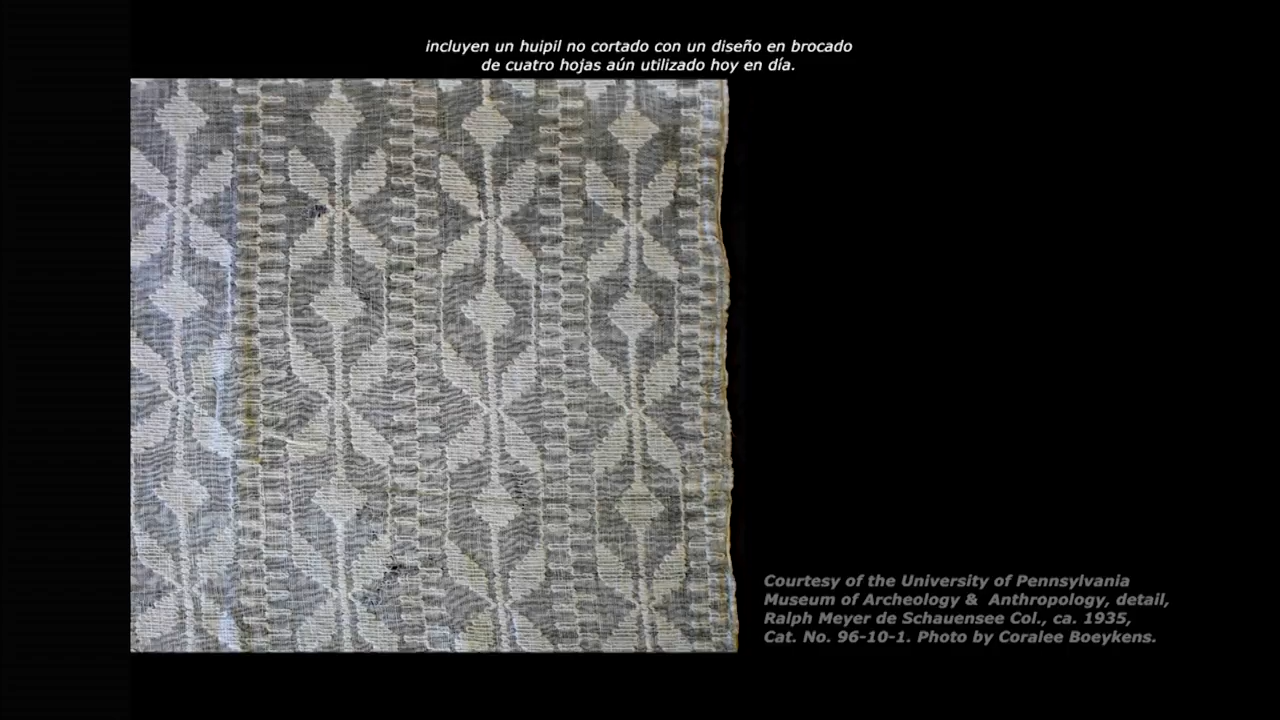 incluyen un huipil no cortado con un diseño en brocado
de cuatro hojas aún utilizado hoy en día.
Courtesy of the University of Pennsylvania
Museum of Archeology & Anthropology, detail,
Ralph Meyer de Schauensee Col., ca. 1935,
Cat. No. 96-10-1. Photo by Coralee Boeykens.